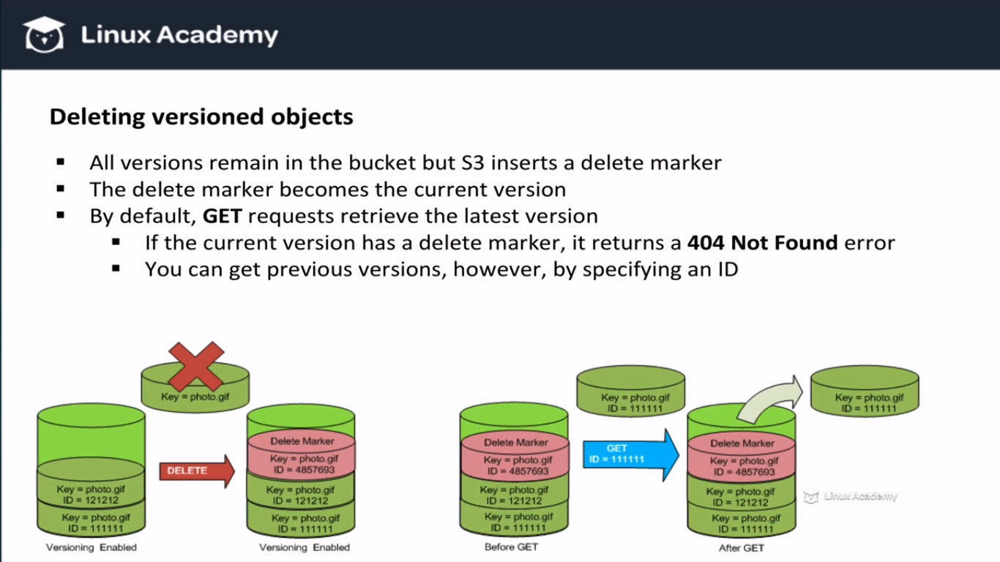 Linux Academy
Deleting versioned objects
▪ All versions remain in the bucket but S3 inserts a delete marker
▪ The delete marker becomes the current version
▪ By default, GET requests retrieve the latest version
▪ If the current version has a delete marker, it returns a 404 Not Found error
▪ You can get previous versions, however, by specifying an ID
Key = photo.gif
Key = photo.gif
ID = 121212
Key = photo.gif
ID = 111111
Versioning Enabled
DELETE
Delete Marker
Key = photo.gif
ID = 4857693
Key = photo.gif
ID = 121212
Key = photo.gif
ID = 111111
Versioning Enabled
Delete Marker
Key = photo.gif
ID = 4857693
Key = photo.gif
ID = 121212
Key = photo.gif
ID = 111111
Before GET
Key = photo.gif
ID = 111111
GET
ID = 111111
Delete Marker
Key = photo.gif
ID = 4857693
Key = photo.gif
ID = 121212
Key = photo.gif
ID = 111111
After GET
Key = photo.gif
ID = 111111
Linux Academy